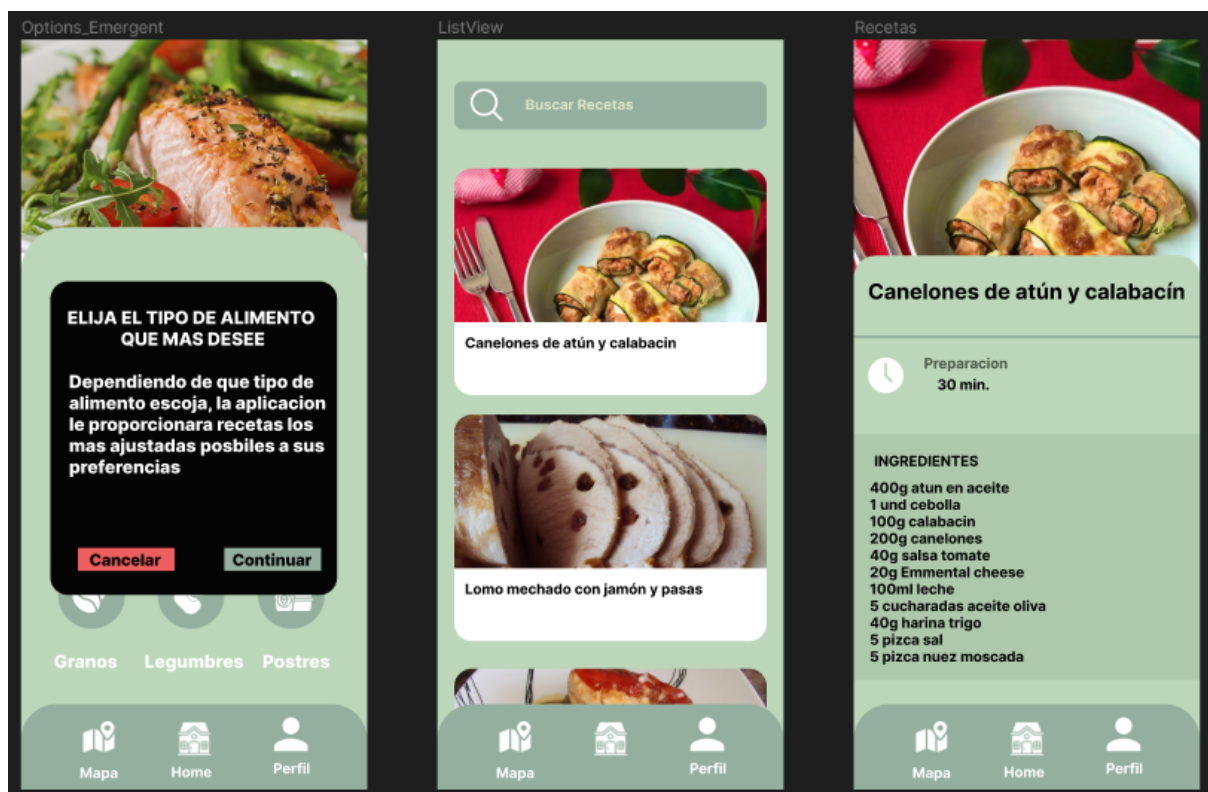 Options_Emergent
ELIJA EL TIPO DE ALIMENTO
QUE MAS DESEE
Dependiendo de que tipo de
alimento escoja, la aplicacion
le proporcionara recetas los
mas ajustadas posbiles a sus
preferencias
Cancelar
Continuar
Granos
Legumbres
Postres
Mapa
Home
Perfil
ListView
Buscar Recetas
Canelones de atún y calabacin
Lomo mechado con jamón y pasas
Mapa
Perfil
Recetas
Canelones de atún y calabacín
Preparacion
30 min.
INGREDIENTES
400g atun en aceite
1 und cebolla
100g calabacin
200g canelones
40g salsa tomate
20g Emmental cheese
100ml leche
5 cucharadas aceite oliva
40g harina trigo
5 pizca sal
5 pizca nuez moscada
Mapa
Home
Perfil